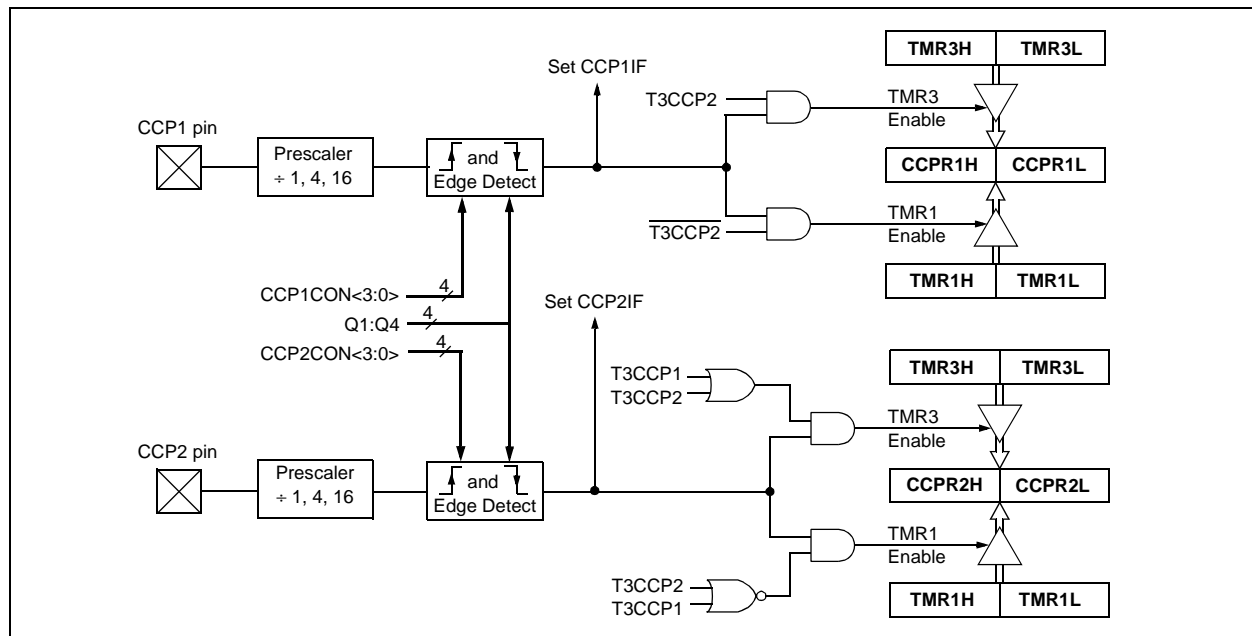 TMR3H TMR3L
Set CCP1IF
T3CCP2
TMR3
Enable
CCP1 pin
Prescaler
÷ 1, 4, 16
and
Edge Detect
CCPR1H CCPR1L
T3CCP2
TMR1
Enable
TMR1H TMR1L
CCP1CON<3:0> 4
Q1:Q4 4
CCP2CON<3:0> 4
Set CCP2IF
TMR3H TMR3L
T3CCP1
T3CCP2
TMR3
Enable
CCP2 pin
Prescaler
÷ 1, 4, 16
and
Edge Detect
CCPR2H CCPR2L
TMR1
Enable
T3CCP2
T3CCP1
TMR1H TMR1L